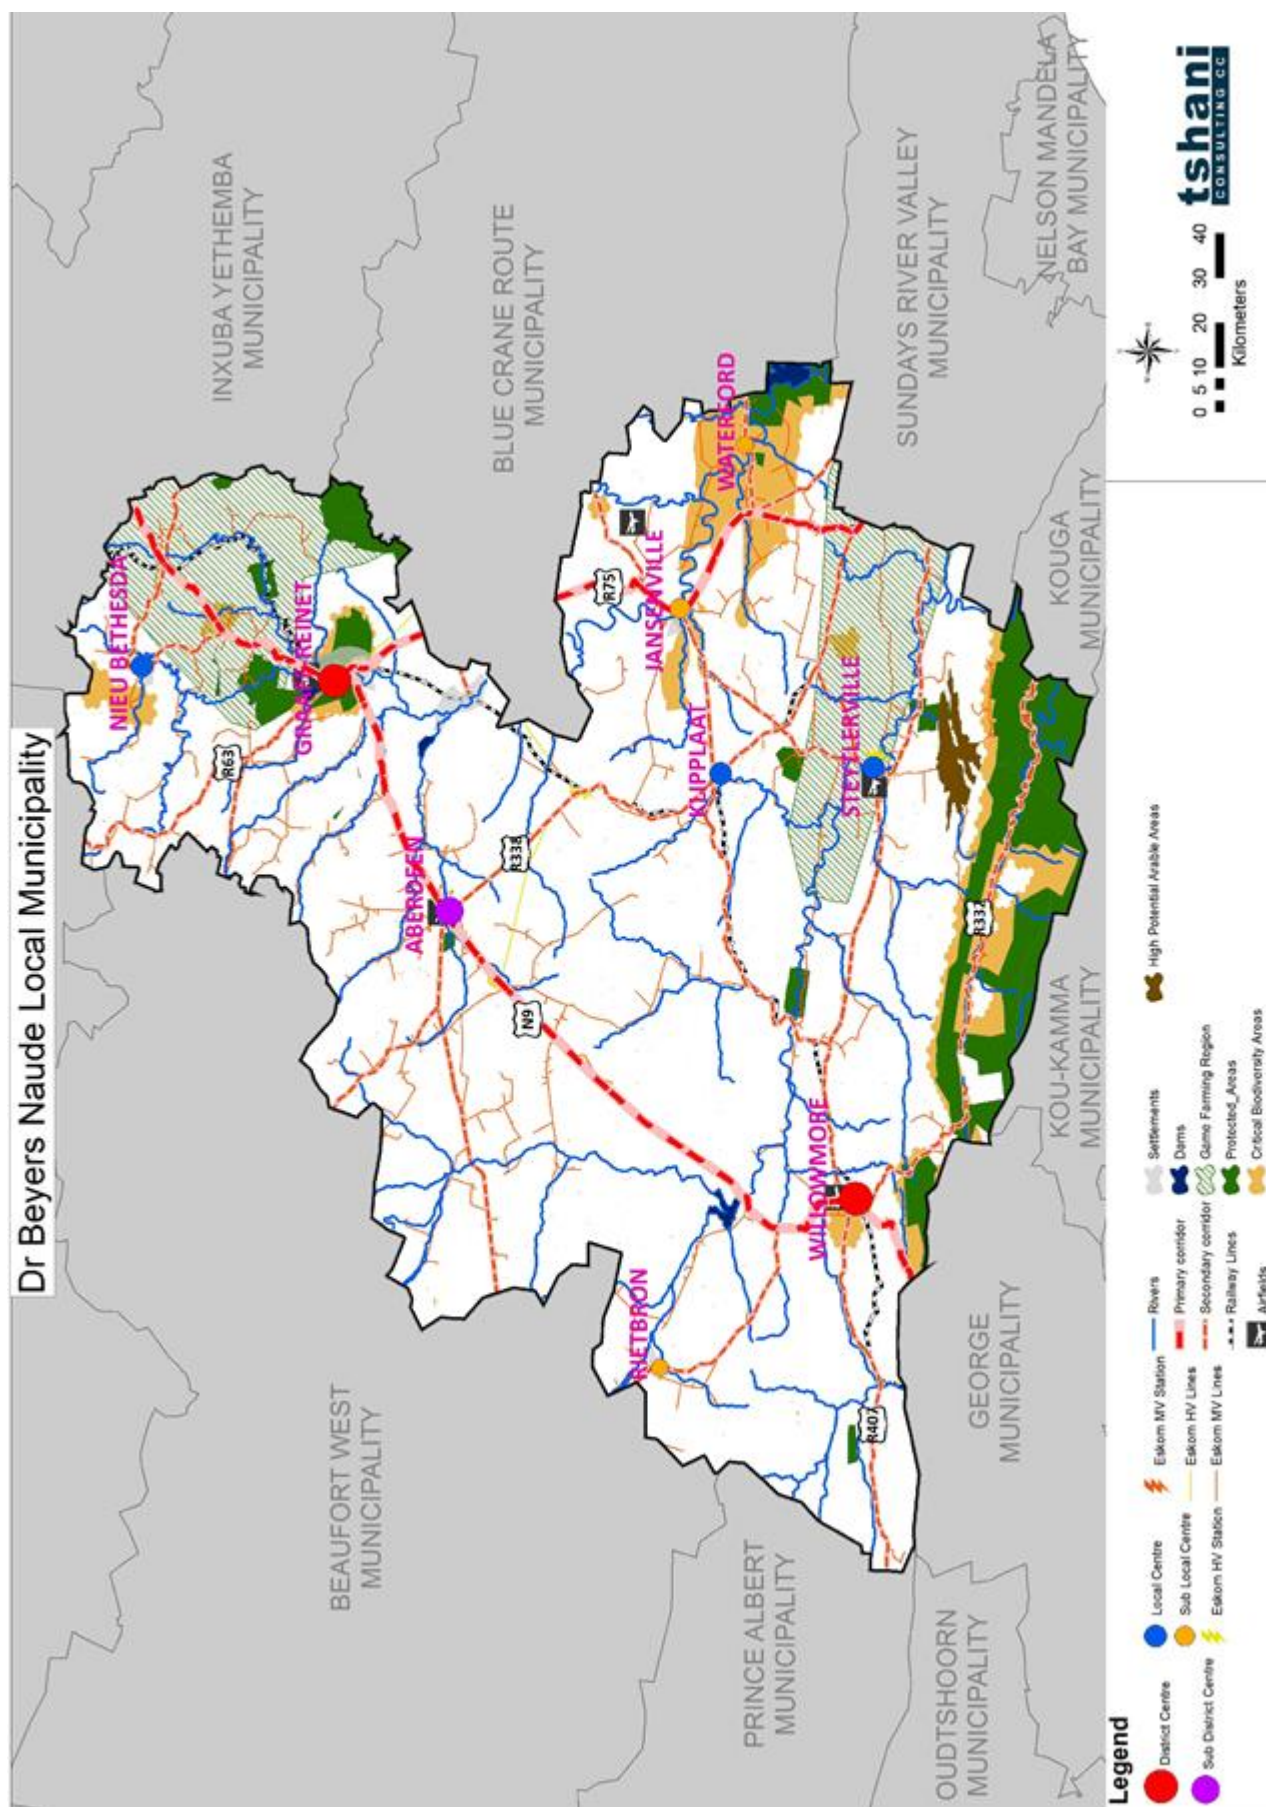 Dr Beyers Naude Local Municipality
INXUBA YETHEMBA
MUNICIPALITY
BEAUFORT WEST
MUNICIPALITY
BLUE CRANE ROUTE
MUNICIPALITY
PRINCE ALBERT
MUNICIPALITY
SUNDAYS RIVER VALLEY
MUNICIPALITY
OUDTSHOORN
MUNICIPALITY
GEORGE
MUNICIPALITY
KOU-KAMMA
MUNICIPALITY
KOUGA
MUNICIPALITY
NELSON MANDELA
BAY MUNICIPALITY
NIEU BETHESDA
R63
ABERDEEN
R338
N9
R75
JANSENVILLE
WATERFORD
KLIPPLAAT
RIETBRON
WILLOWMORE
R407
R332
Legend
District Centre
Sub District Centre
Local Centre
Sub Local Centre
Eskom HV Station
Eskom MV Station
Eskom HV Lines
Eskom MV Lines
Rivers
Primary corridor
Secondary corridor
Railway Lines
Airfields
Settlements
Dams
Game Farming Region
Protected_Areas
Critical Biodiversity Areas
High Potential Arable Areas
0 5 10 20 30 40
Kilometers
tshani
CONSULTING CC